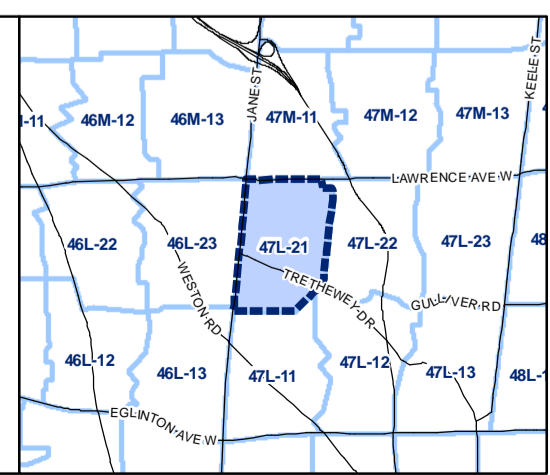 KEELE ST
JANE ST
46M-12
46M-13
47M-11
47M-12
47M-13
-11
LAWRENCE AVE W
46L-22
46L-23
47L-21
47L-22
47L-23
48
WESTON RD
TRETHEWEY DR
GULLIVER RD
46L-12
46L-13
47L-11
47L-12
47L-13
48L-
EGLINTON AVE W